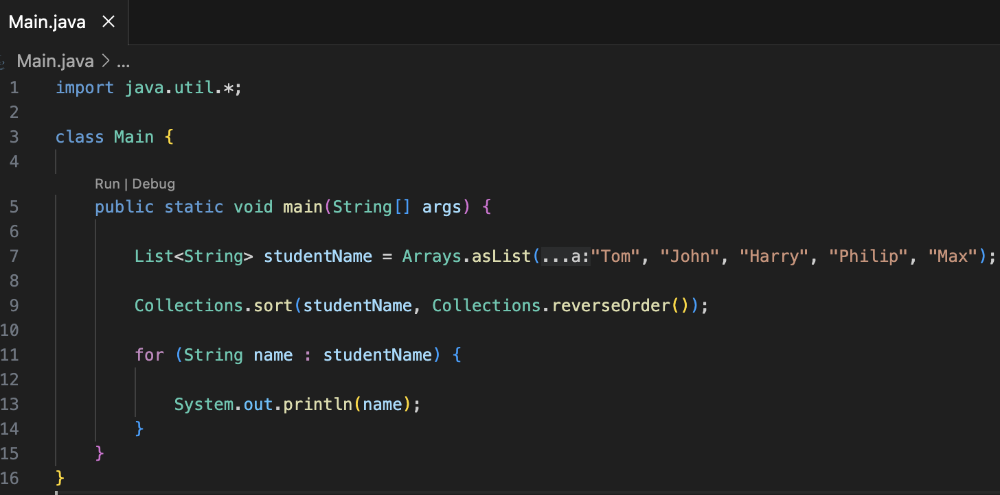 Main.java ×
Main.java > ...
1 import java.util.*;
2
3 class Main {
4
Run | Debug
5 public static void main(String[] args) {
6
7 List<String> studentName = Arrays.asList(...a:"Tom", "John", "Harry", "Philip", "Max");
8
9 Collections.sort(studentName, Collections.reverseOrder());
10
11 for (String name : studentName) {
12
13 System.out.println(name);
14 }
15 }
16 }